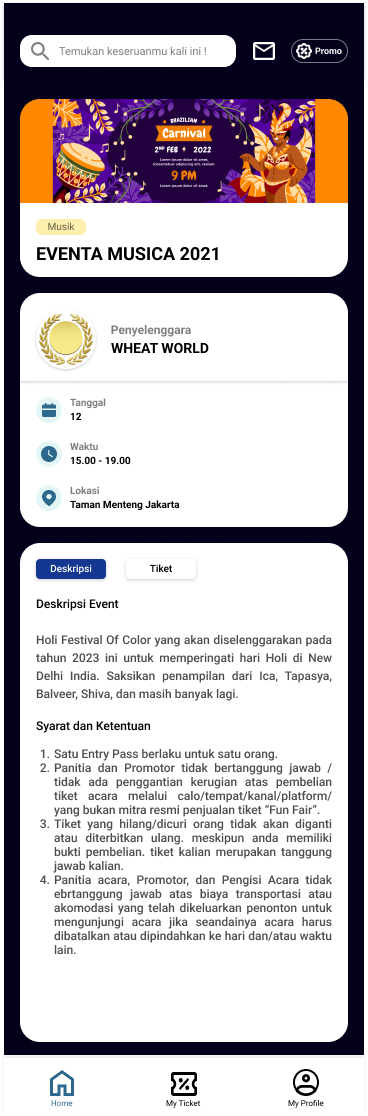 Temukan keseruanmu kali ini !
Promo
BRAZILIAN
Carnival
2ND FEB 2022
Lorem ipsum dolor sit amet,
consectetur adipiscing elit, veniam.
9 PM
Lorem ipsum dolor sit amet.
Musik
EVENTA MUSICA 2021
Penyelenggara
WHEAT WORLD
Tanggal
12
Waktu
15.00 - 19.00
Lokasi
Taman Menteng Jakarta
Deskripsi
Tiket
Deskripsi Event
Holi Festival Of Color yang akan diselenggarakan pada
tahun 2023 ini untuk memperingati hari Holi di New
Delhi India. Saksikan penampilan dari Ica, Tapasya,
Balveer, Shiva, dan masih banyak lagi.
Syarat dan Ketentuan
1. Satu Entry Pass berlaku untuk satu orang.
2. Panitia dan Promotor tidak bertanggung jawab /
tidak ada penggantian kerugian atas pembelian
tiket acara melalui calo/tempat/kanal/platform/
yang bukan mitra resmi penjualan tiket “Fun Fair”.
3. Tiket yang hilang/dicuri orang tidak akan diganti
atau diterbitkan ulang. meskipun anda memiliki
bukti pembelian. tiket kalian merupakan tanggung
jawab kalian.
4. Panitia acara, Promotor, dan Pengisi Acara tidak
ebrtanggung jawab atas biaya transportasi atau
akomodasi yang telah dikeluarkan penonton untuk
mengunjungi acara jika seandainya acara harus
dibatalkan atau dipindahkan ke hari dan/atau waktu
lain.
Home
My Ticket
My Profile